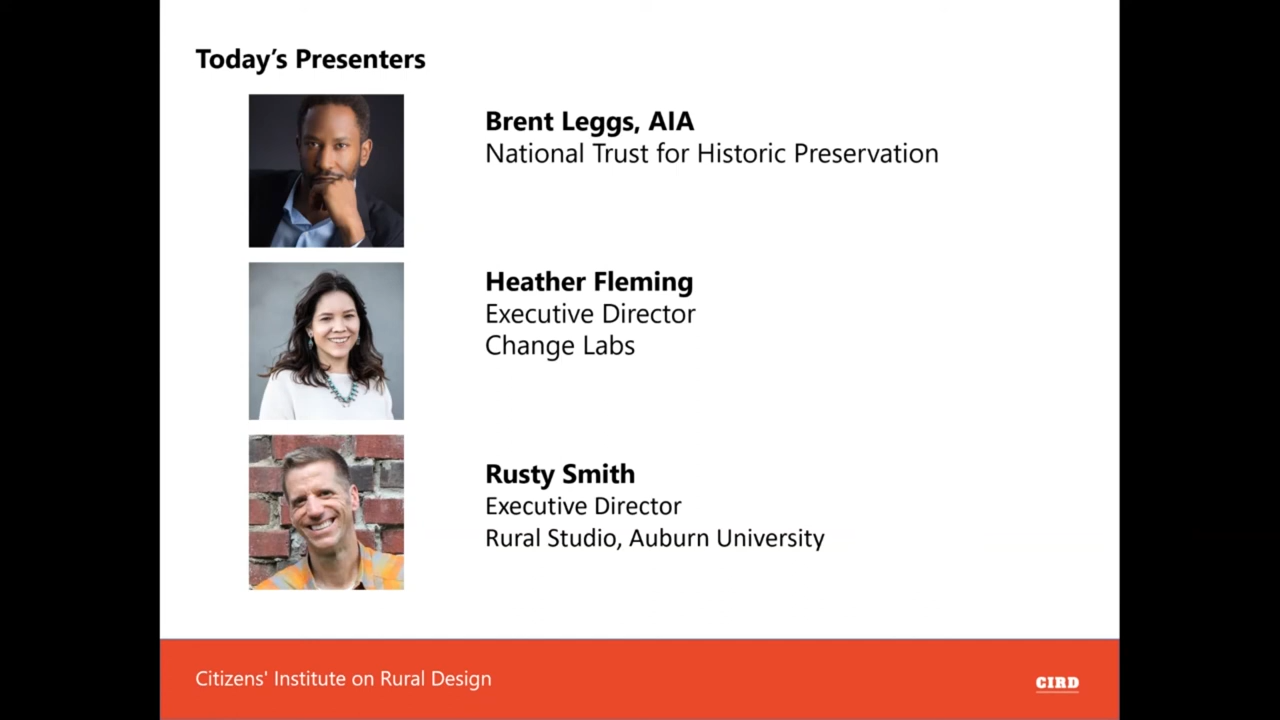 Today’s Presenters
Brent Leggs, AIA
National Trust for Historic Preservation
Heather Fleming
Executive Director
Change Labs
Rusty Smith
Executive Director
Rural Studio, Auburn University
Citizens' Institute on Rural Design
CIRD